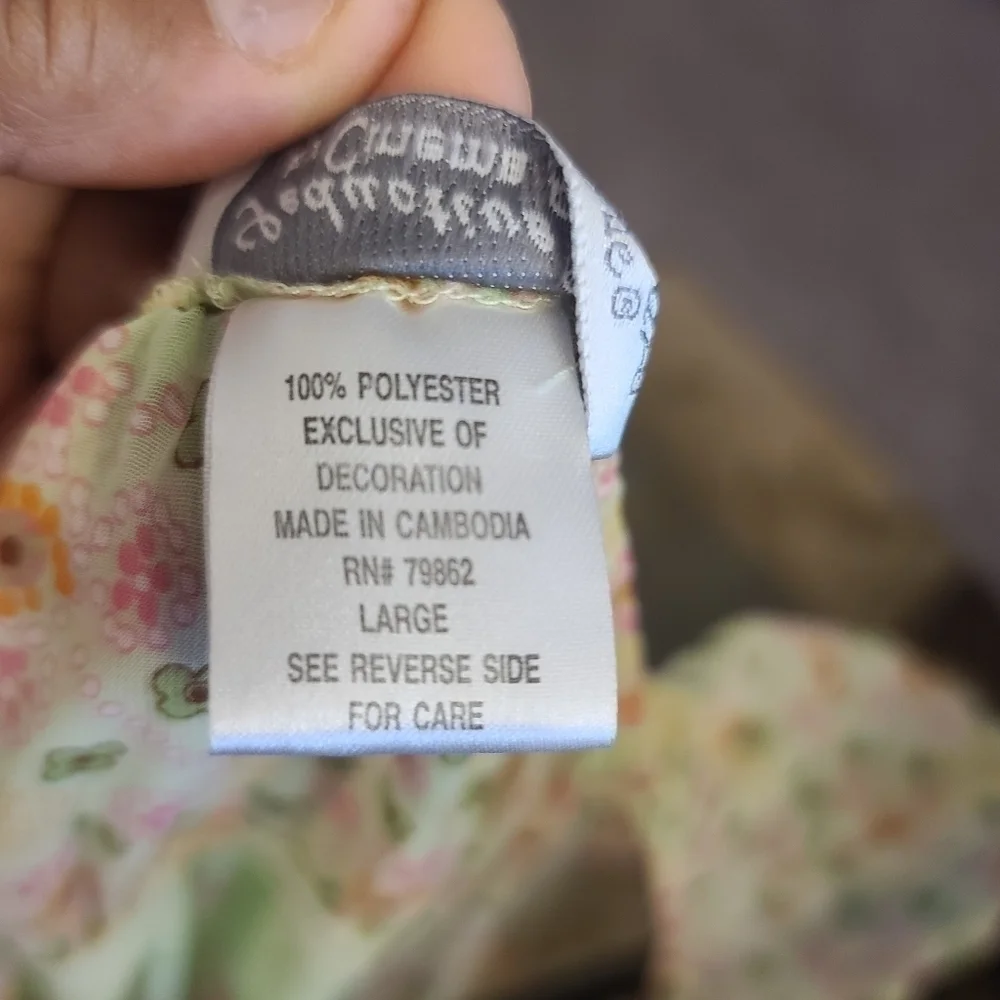 100% POLYESTER
EXCLUSIVE OF
DECORATION
MADE IN CAMBODIA
RN# 79862
LARGE
SEE REVERSE SIDE
FOR CARE